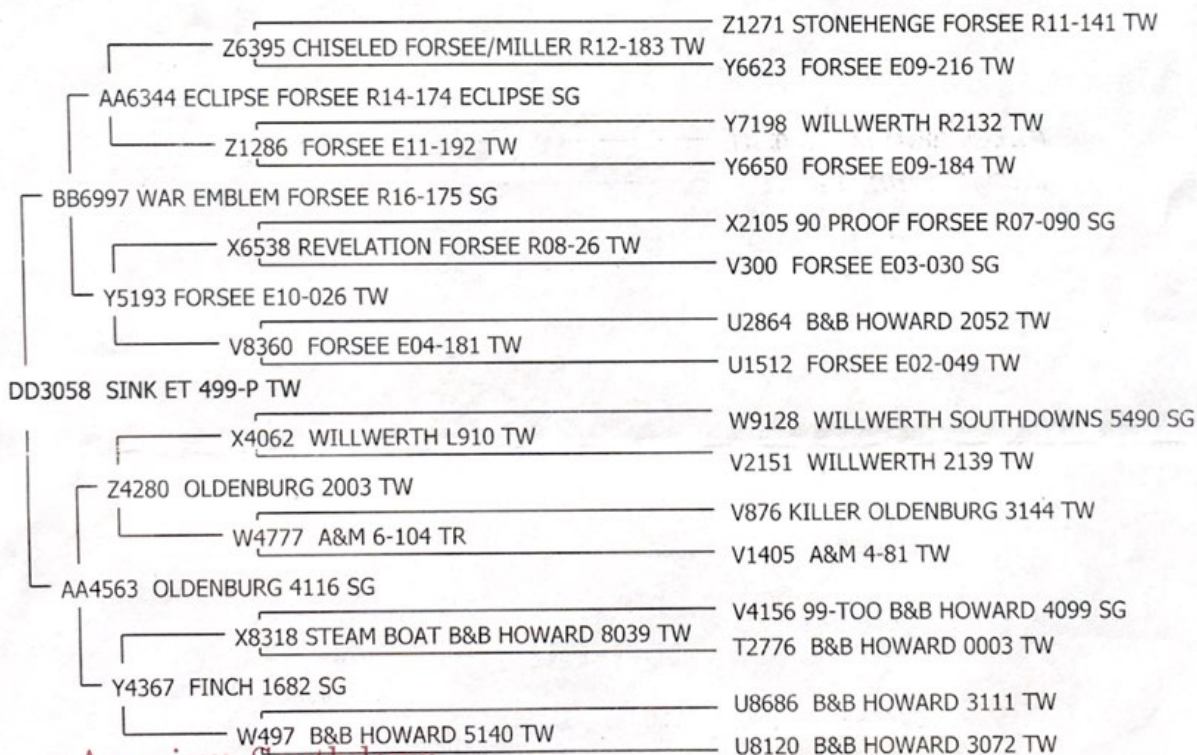 Z1271 STONEHENGE FORSEE R11-141 TW
Z6395 CHISELED FORSEE/MILLER R12-183 TW
Y6623 FORSEE E09-216 TW
AA6344 ECLIPSE FORSEE R14-174 ECLIPSE SG
Y7198 WILLWERTH R2132 TW
Z1286 FORSEE E11-192 TW
Y6650 FORSEE E09-184 TW
BB6997 WAR EMBLEM FORSEE R16-175 SG
X2105 90 PROOF FORSEE R07-090 SG
X6538 REVELATION FORSEE R08-26 TW
V300 FORSEE E03-030 SG
Y5193 FORSEE E10-026 TW
U2864 B&B HOWARD 2052 TW
V8360 FORSEE E04-181 TW
U1512 FORSEE E02-049 TW
DD3058 SINK ET 499-P TW
W9128 WILLWERTH SOUTHDOWNS 5490 SG
X4062 WILLWERTH L910 TW
V2151 WILLWERTH 2139 TW
Z4280 OLDENBURG 2003 TW
V876 KILLER OLDENBURG 3144 TW
W4777 A&M 6-104 TR
V1405 A&M 4-81 TW
AA4563 OLDENBURG 4116 SG
V4156 99-TOO B&B HOWARD 4099 SG
X8318 STEAM BOAT B&B HOWARD 8039 TW
T2776 B&B HOWARD 0003 TW
Y4367 FINCH 1682 SG
U8686 B&B HOWARD 3111 TW
W497 B&B HOWARD 5140 TW
U8120 B&B HOWARD 3072 TW